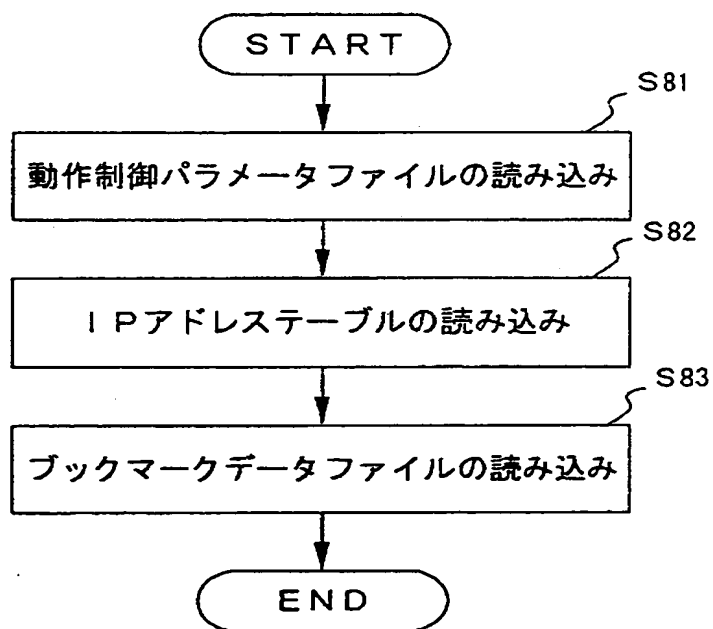 ＳＴＡＲＴ
S81
動作制御パラメータファイルの読み込み
S82
ＩＰアドレステーブルの読み込み
S83
ブックマークデータファイルの読み込み
ＥＮＤ